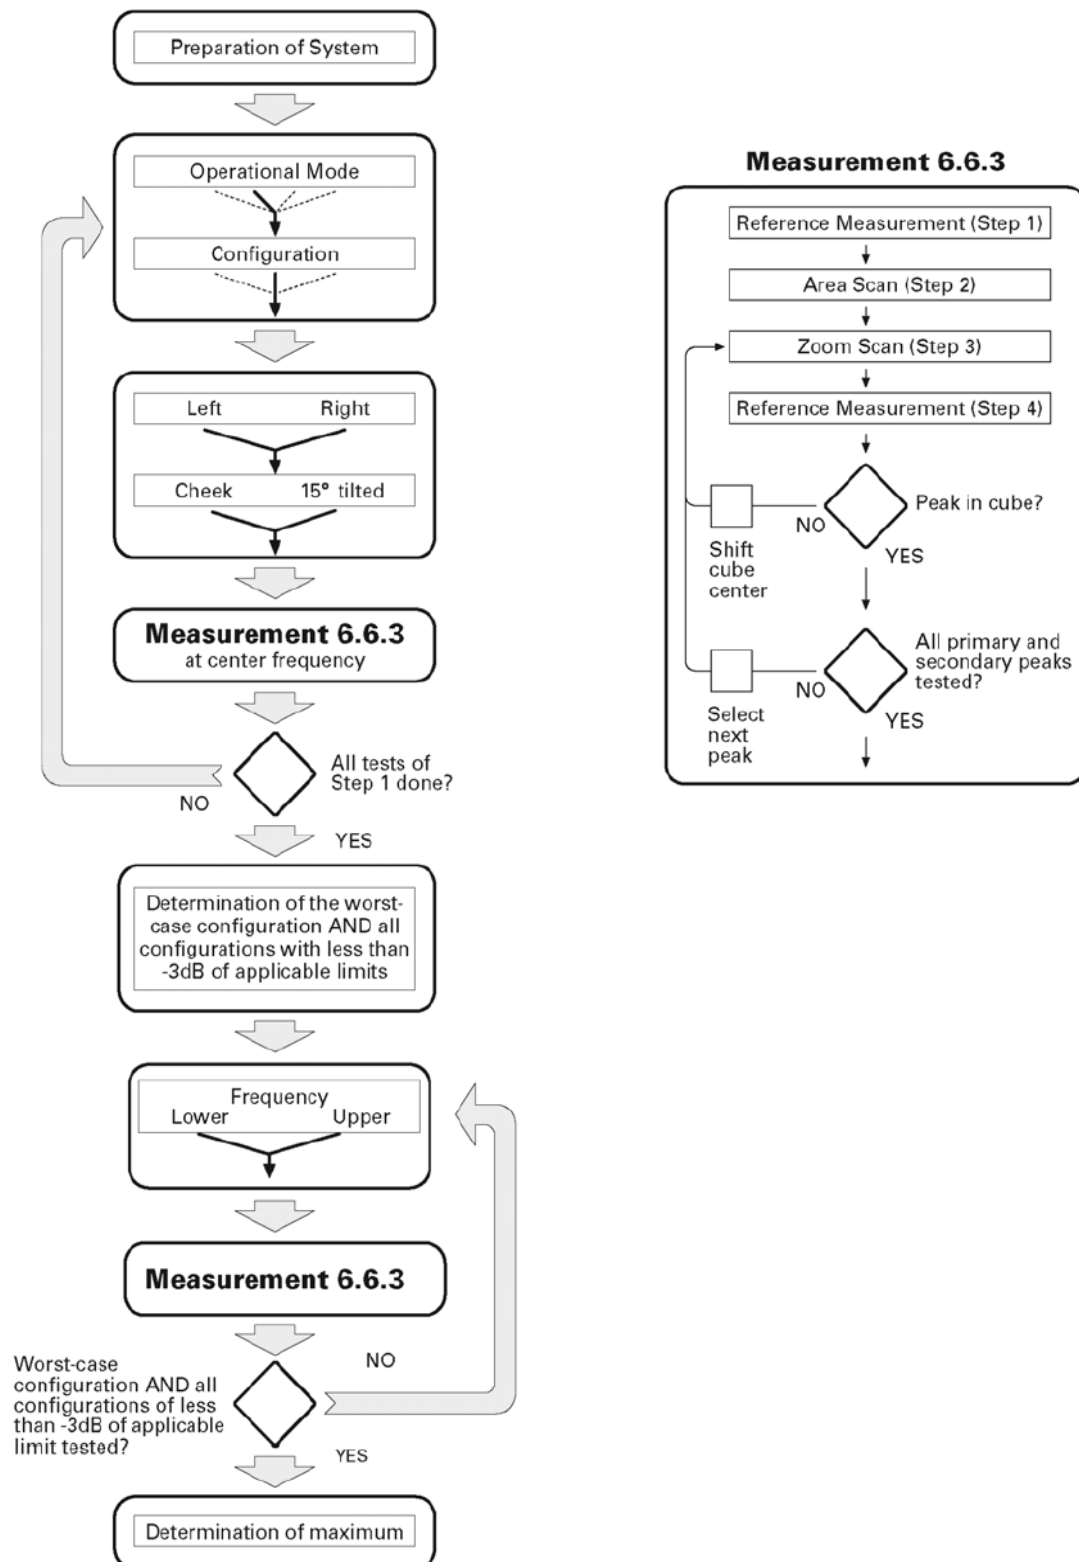 Preparation of System
Operational Mode
Configuration
Left Right
Cheek 15° tilted
Measurement 6.6.3
at center frequency
All tests of
Step 1 done?
NO
YES
Determination of the worst-
case configuration AND all
configurations with less than
-3dB of applicable limits
Frequency
Lower Upper
Measurement 6.6.3
Worst-case
configuration AND all
configurations of less
than -3dB of applicable
limit tested?
NO
YES
Determination of maximum
Measurement 6.6.3
Reference Measurement (Step 1)
Area Scan (Step 2)
Zoom Scan (Step 3)
Reference Measurement (Step 4)
Peak in cube?
NO
YES
Shift
cube
center
All primary and
secondary peaks
tested?
NO
YES
Select
next
peak